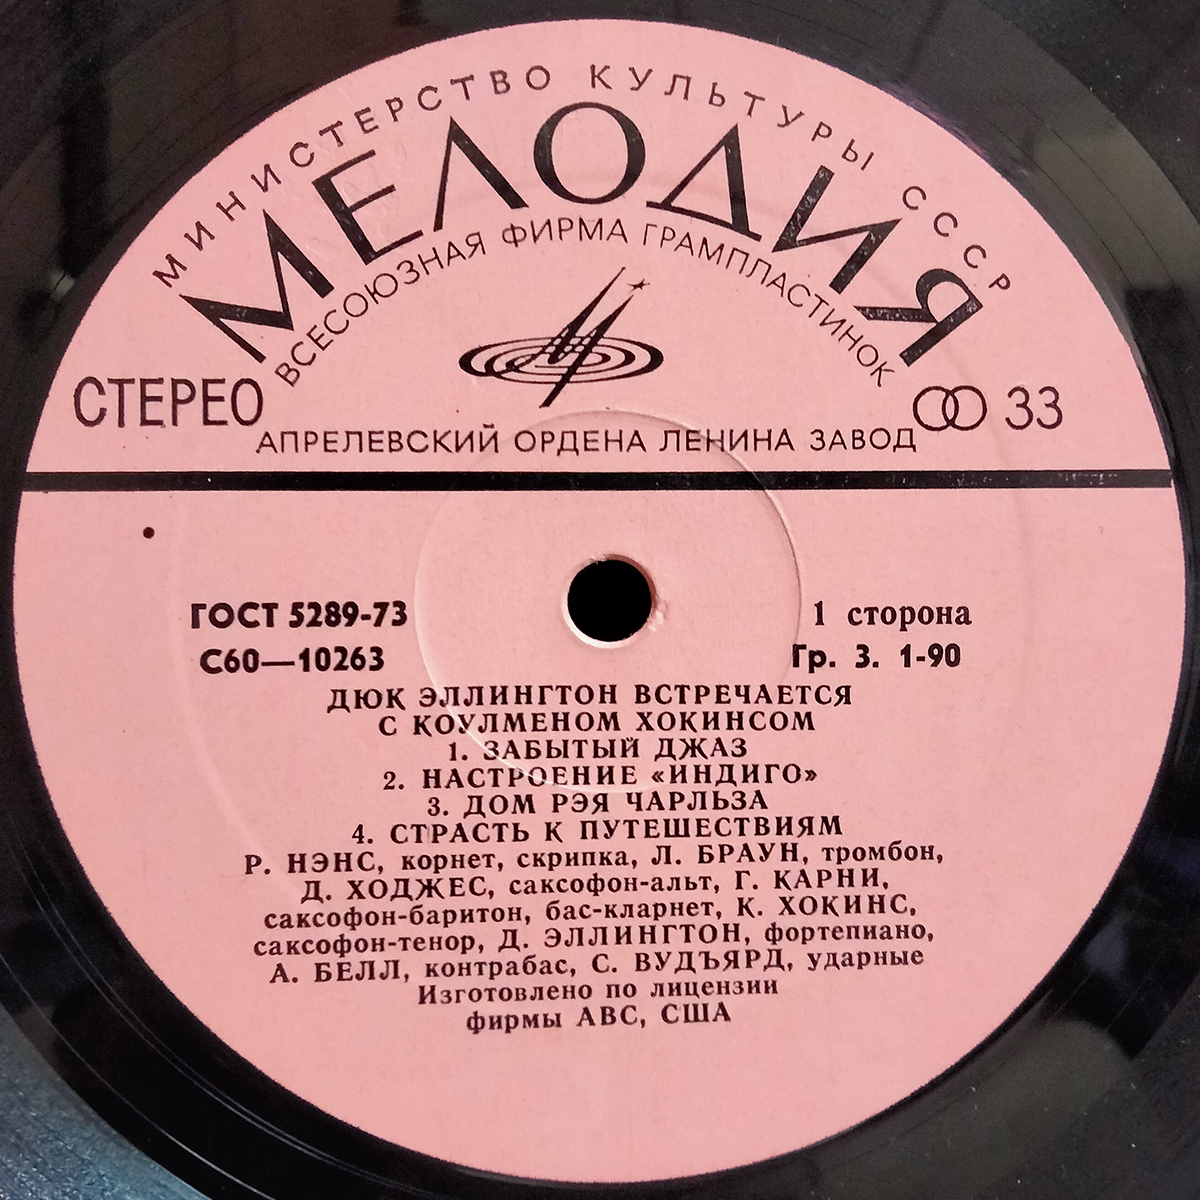 МИНИСТЕРСТВО КУЛЬТУРЫ СССР
МЕЛОДИЯ
ВСЕСОЮЗНАЯ ФИРМА ГРАМПЛАСТИНОК
СТЕРЕО
33
АПРЕЛЕВСКИЙ ОРДЕНА ЛЕНИНА ЗАВОД
ГОСТ 5289-73
1 сторона
С60—10263
Гр. 3. 1-90
ДЮК ЭЛЛИНГТОН ВСТРЕЧАЕТСЯ
С КОУЛМЕНОМ ХОКИНСОМ
1. ЗАБЫТЫЙ ДЖАЗ
2. НАСТРОЕНИЕ «ИНДИГО»
3. ДОМ РЭЯ ЧАРЛЬЗА
4. СТРАСТЬ К ПУТЕШЕСТВИЯМ
Р. НЭНС, корнет, скрипка, Л. БРАУН, тромбон,
Д. ХОДЖЕС, саксофон-альт, Г. КАРНИ,
саксофон-баритон, бас-кларнет, К. ХОКИНС,
саксофон-тенор, Д. ЭЛЛИНГТОН, фортепиано,
А. БЕЛЛ, контрабас, С. ВУДЪЯРД, ударные
Изготовлено по лицензии
фирмы АВС, США